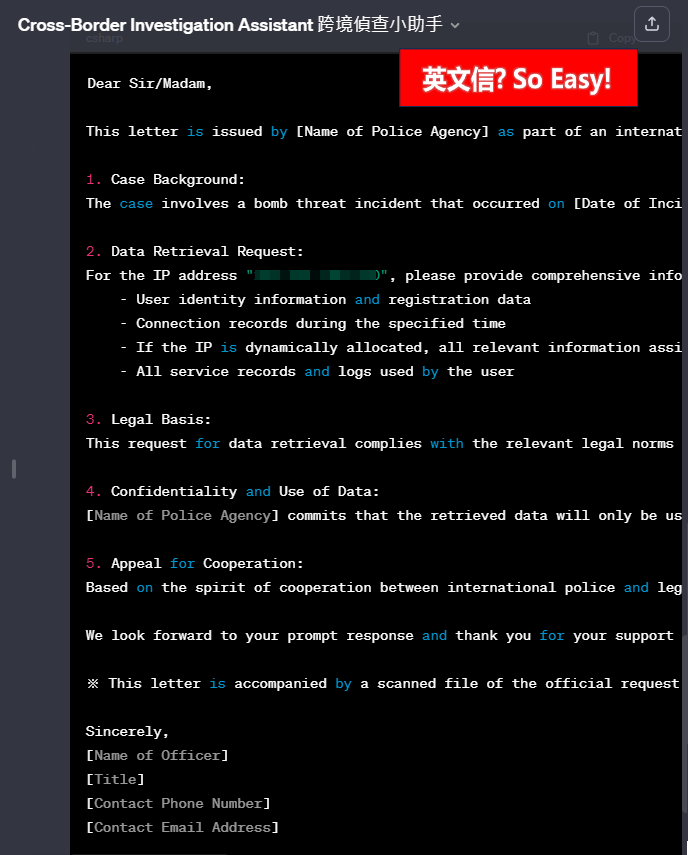 Cross-Border Investigation Assistant 跨境偵查小助手
csharp Copy
英文信? So Easy!
Dear Sir/Madam,
This letter is issued by [Name of Police Agency] as part of an internat
1. Case Background:
The case involves a bomb threat incident that occurred on [Date of Inci
2. Data Retrieval Request:
For the IP address " ", please provide comprehensive info
- User identity information and registration data
- Connection records during the specified time
- If the IP is dynamically allocated, all relevant information assi
- All service records and logs used by the user
3. Legal Basis:
This request for data retrieval complies with the relevant legal norms
4. Confidentiality and Use of Data:
[Name of Police Agency] commits that the retrieved data will only be us
5. Appeal for Cooperation:
Based on the spirit of cooperation between international police and leg
We look forward to your prompt response and thank you for your support
※ This letter is accompanied by a scanned file of the official request
Sincerely,
[Name of Officer]
[Title]
[Contact Phone Number]
[Contact Email Address]